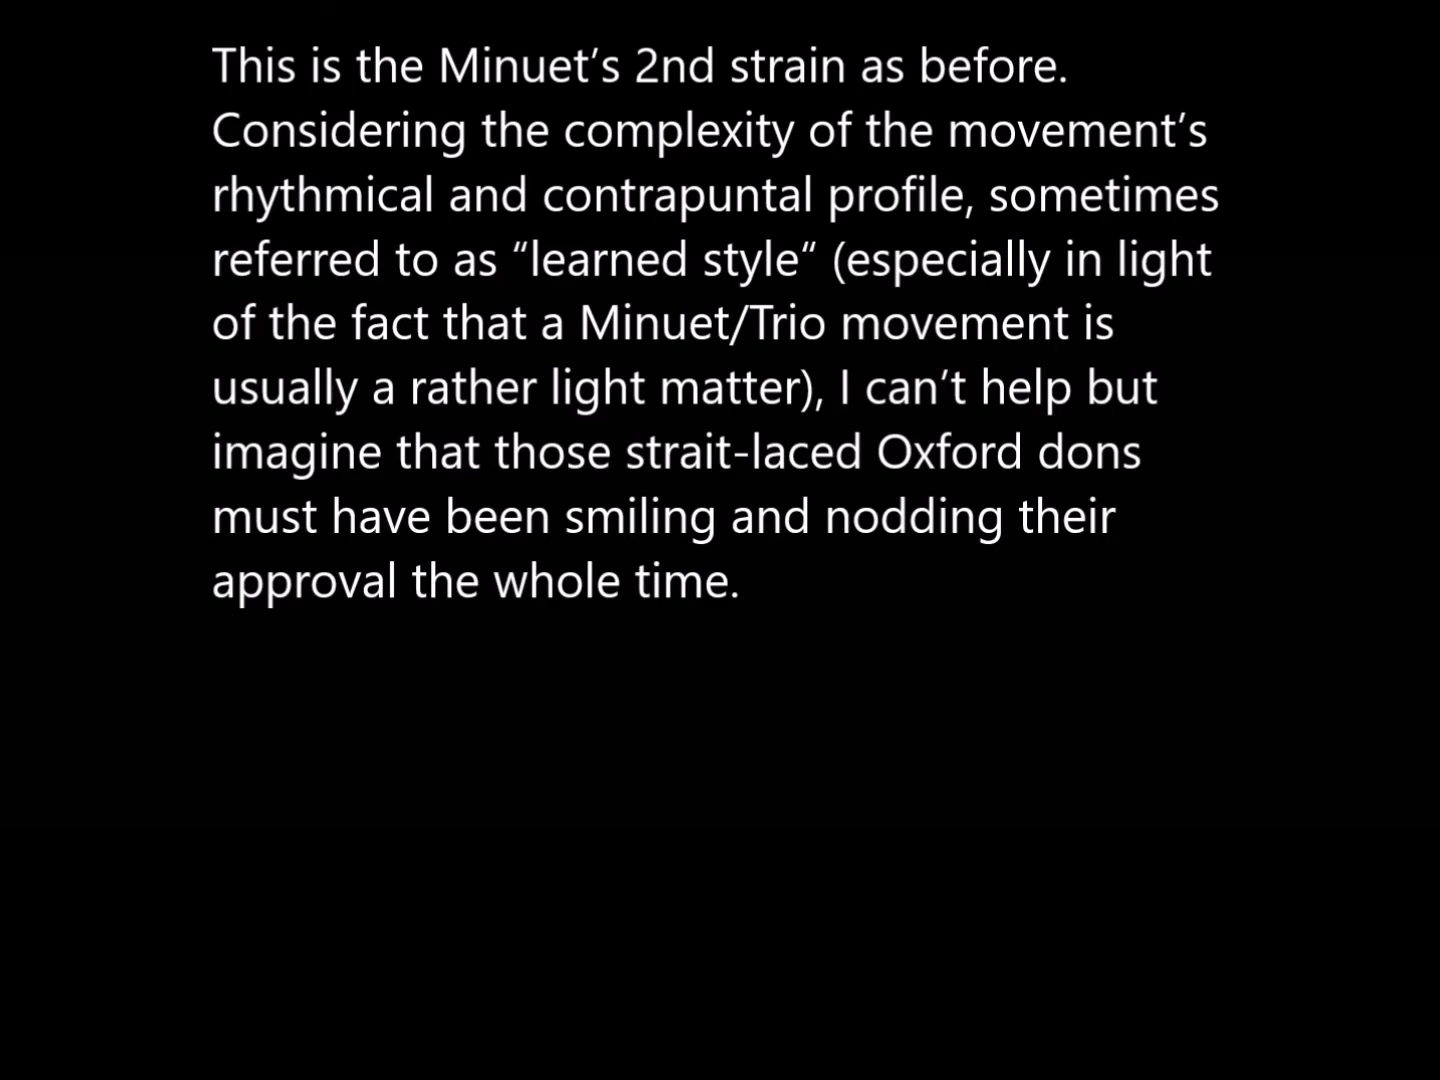 This is the Minuet’s 2nd strain as before.
Considering the complexity of the movement’s
rhythmical and contrapuntal profile, sometimes
referred to as “learned style“ (especially in light
of the fact that a Minuet/Trio movement is
usually a rather light matter), I can’t help but
imagine that those strait-laced Oxford dons
must have been smiling and nodding their
approval the whole time.